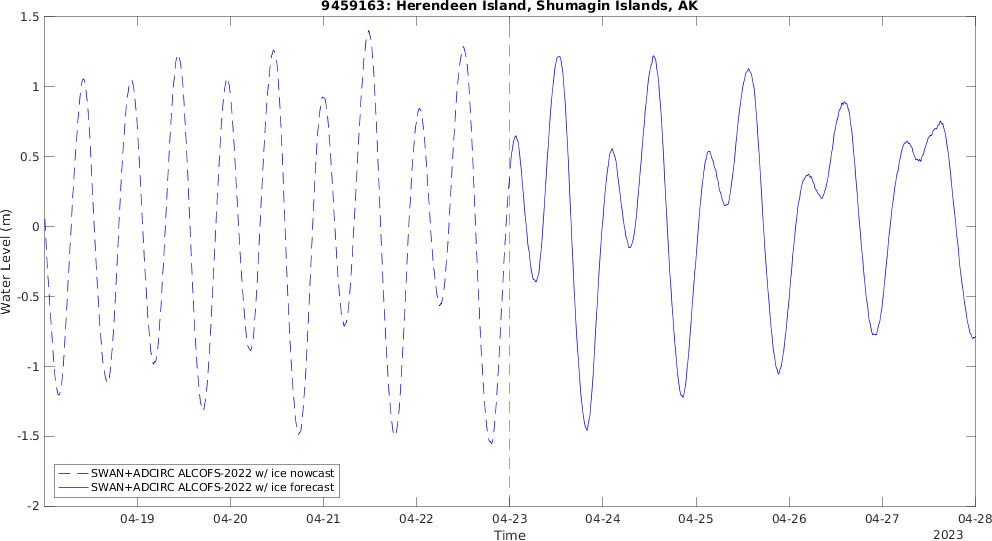 9459163: Herendeen Island, Shumagin Islands, AK
1.5
1
0.5
0
-0.5
-1
-1.5
-2
Water Level (m)
SWAN+ADCIRC ALCOFS-2022 w/ ice nowcast
SWAN+ADCIRC ALCOFS-2022 w/ ice forecast
04-19 04-20 04-21 04-22 04-23 04-24 04-25 04-26 04-27 04-28
Time
2023